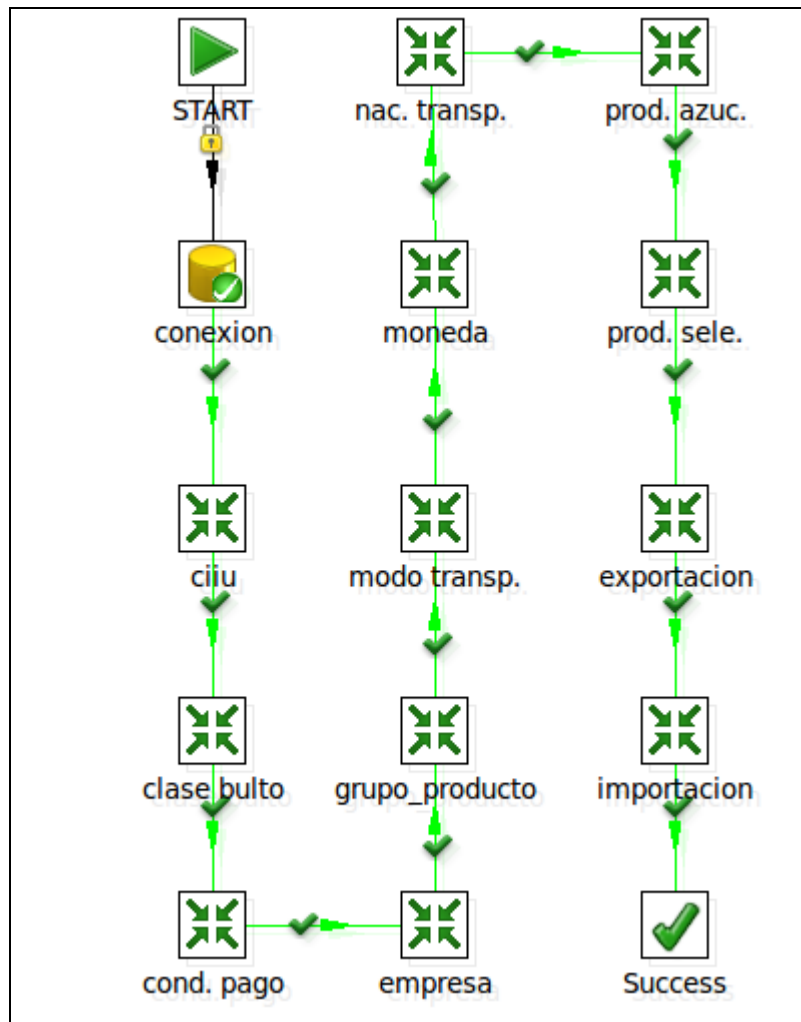 START
nac. transp.
prod. azuc.
conexion
moneda
prod. sele.
ciiu
modo transp.
exportacion
clase bulto
grupo_producto
importacion
cond. pago
empresa
Success